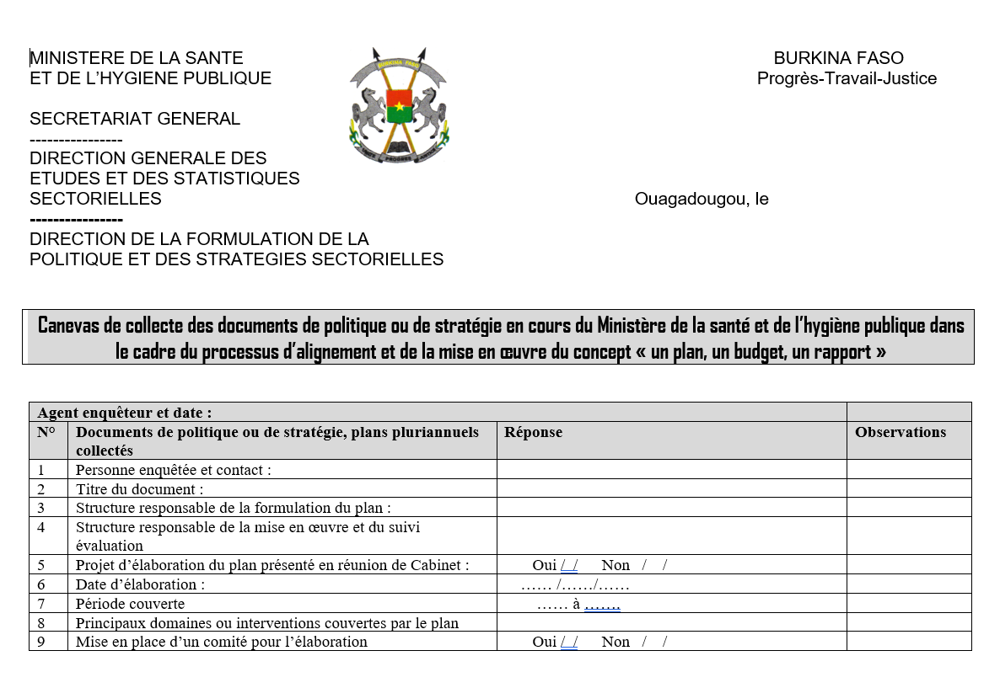 MINISTERE DE LA SANTE
ET DE L’HYGIENE PUBLIQUE
SECRETARIAT GENERAL
----------------
DIRECTION GENERALE DES
ETUDES ET DES STATISTIQUES
SECTORIELLES
----------------
DIRECTION DE LA FORMULATION DE LA
POLITIQUE ET DES STRATEGIES SECTORIELLES
BURKINA FASO
BURKINA FASO
Progrès-Travail-Justice
Ouagadougou, le
Canevas de collecte des documents de politique ou de stratégie en cours du Ministère de la santé et de l’hygiène publique dans
le cadre du processus d’alignement et de la mise en œuvre du concept « un plan, un budget, un rapport »
Agent enquêteur et date :
N° Documents de politique ou de stratégie, plans pluriannuels collectés Réponse Observations
1 Personne enquêtée et contact :
2 Titre du document :
3 Structure responsable de la formulation du plan :
4 Structure responsable de la mise en œuvre et du suivi
évaluation
5 Projet d’élaboration du plan présenté en réunion de Cabinet : Oui /_/ Non / /
6 Date d’élaboration : …… /……/……
7 Période couverte …… à …….
8 Principaux domaines ou interventions couvertes par le plan
9 Mise en place d’un comité pour l’élaboration Oui /_/ Non / /